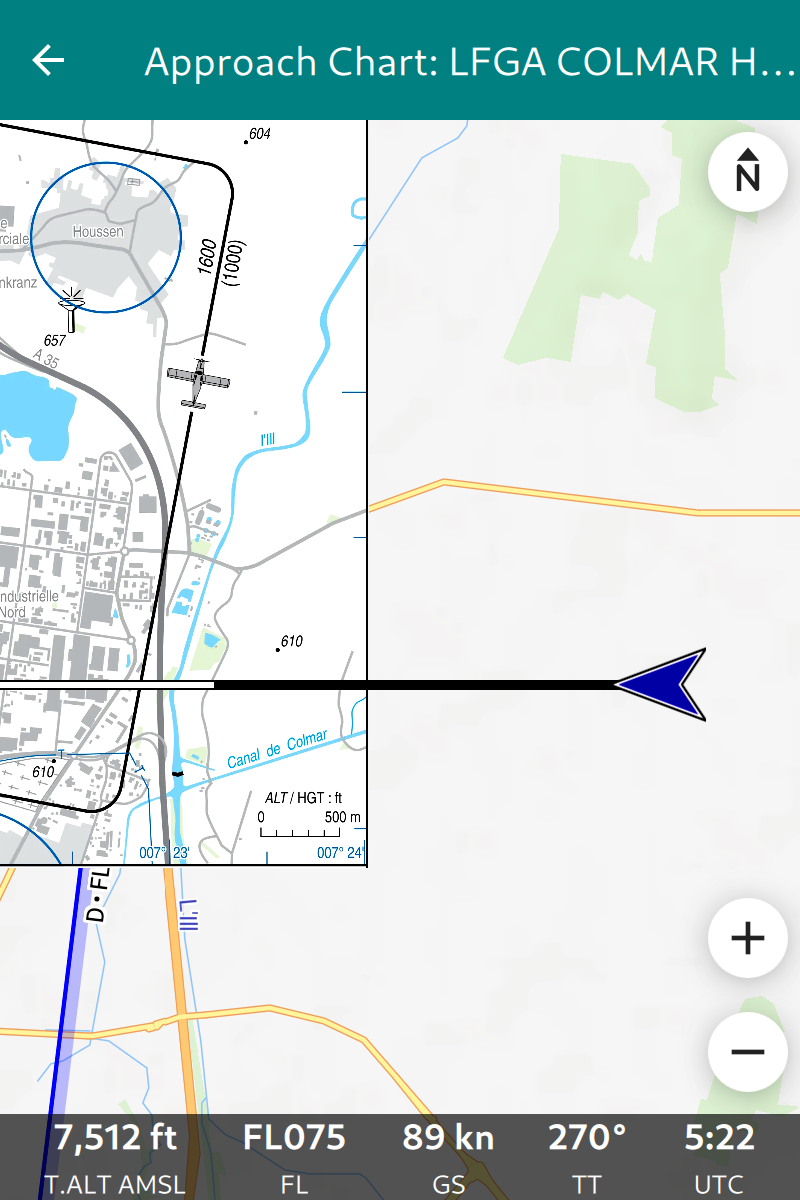 Approach Chart: LFGA COLMAR H…
N
604
Houssen
rciale
nkranz
1600
(1000)
657
A 35
l'Ill
ndustrielle
Nord
610
Canal de Colmar
T
T
610
ALT / HGT : ft
0 500 m
007° 23'
007° 24'
D • FL
L'Ill
7,512 ft FL075 89 kn 270° 5:22
T.ALT AMSL FL GS TT UTC